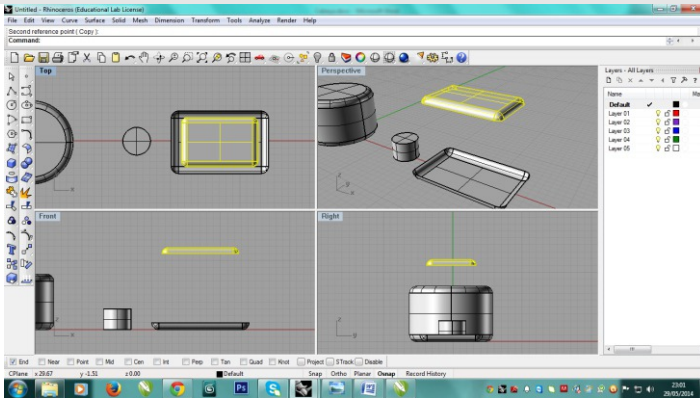 Untitled - Rhinoceros (Educational Lab License)
File Edit View Curve Surface Solid Mesh Dimension Transform Tools Analyze Render Help
Second reference point ( Copy ):
Command:
Top
Perspective
Front
Right
Layers - All Layers
Name
Default
Layer 01
Layer 02
Layer 03
Layer 04
Layer 05
End Near Point Mid Cen Int Perp Tan Quad Knot Project STrack Disable
CPlane x 29.67 y -1.51 z 0.00 Default Snap Ortho Planar Osnap Record History
Ps
23:01
29/05/2014